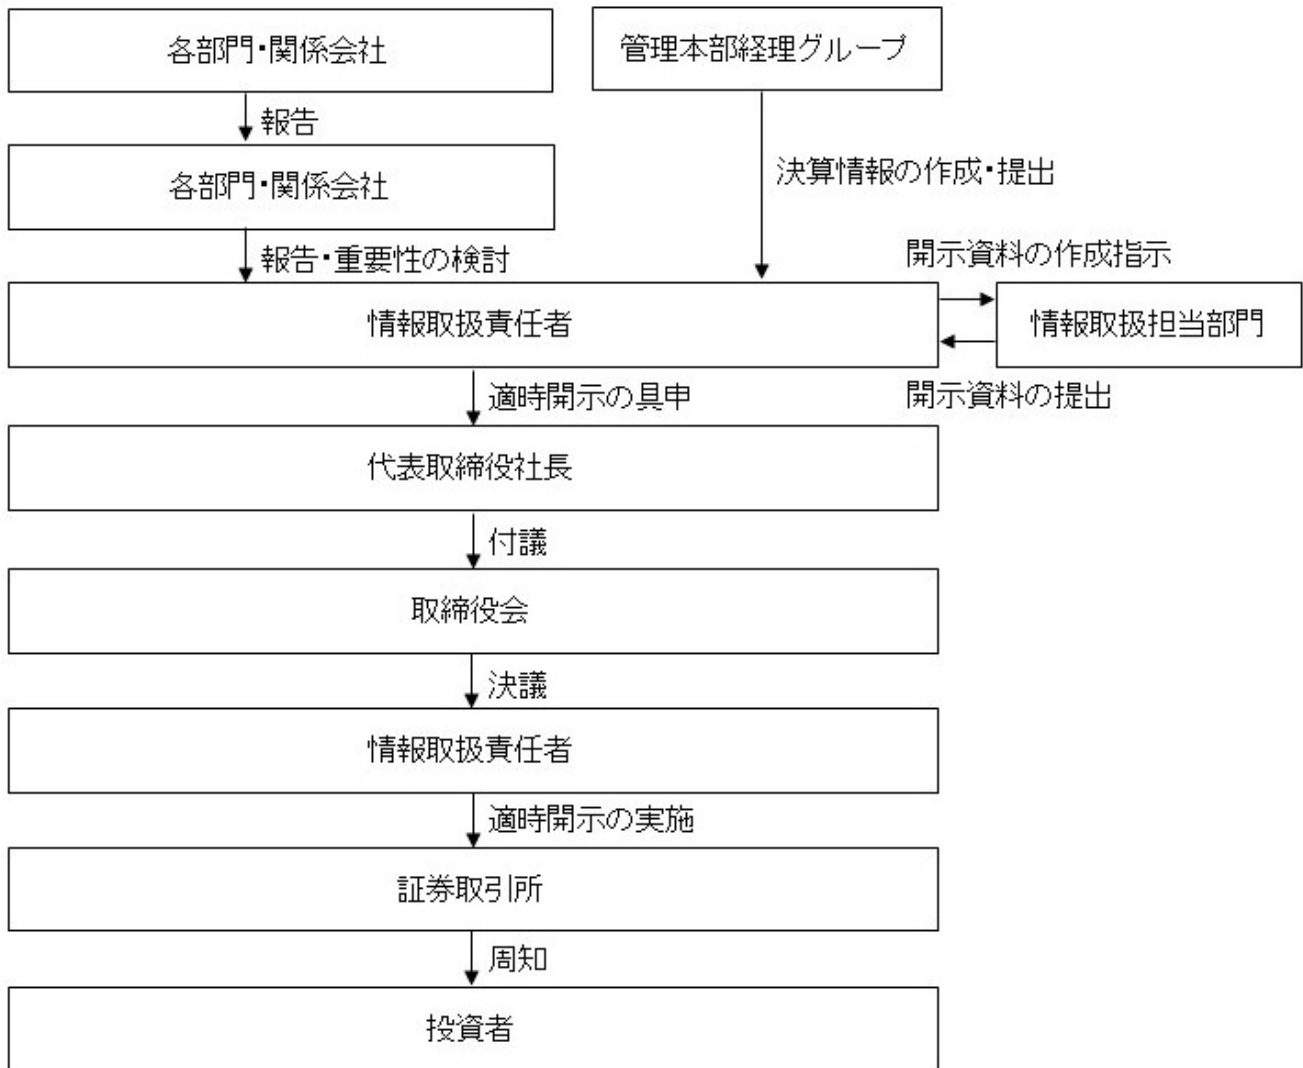 各部門・関係会社
管理本部経理グループ
報告
各部門・関係会社
決算情報の作成・提出
報告・重要性の検討
開示資料の作成指示
情報取扱責任者
情報取扱担当部門
適時開示の具申
開示資料の提出
代表取締役社長
付議
取締役会
決議
情報取扱責任者
適時開示の実施
証券取引所
周知
投資者